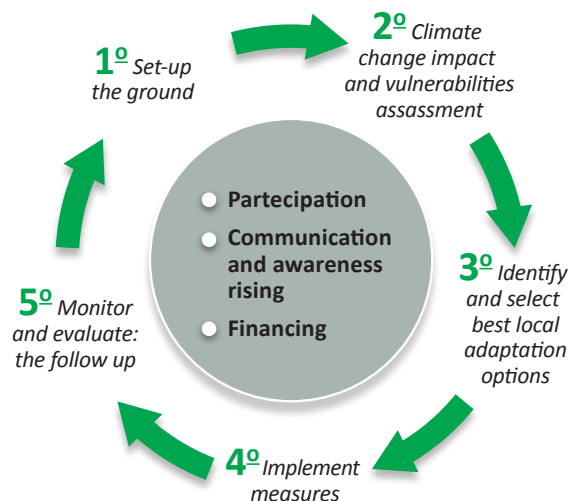 1º Set-up
the ground
2º Climate
change impact
and vulnerabilities
assassment
3º Identify
and select
best local
adaptation
options
4º Implement
measures
5º Monitor
and evaluate:
the follow up
Partecipation
Communication
and awareness
rising
Financing